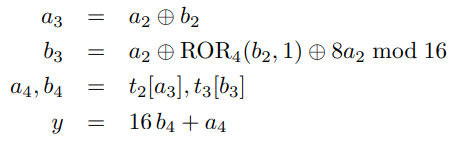 a₃ = a₂ ⊕ b₂
b₃ = a₂ ⊕ ROR₄(b₂, 1) ⊕ 8a₂ mod 16
a₄, b₄ = t₂[a₃], t₃[b₃]
y = 16 b₄ + a₄